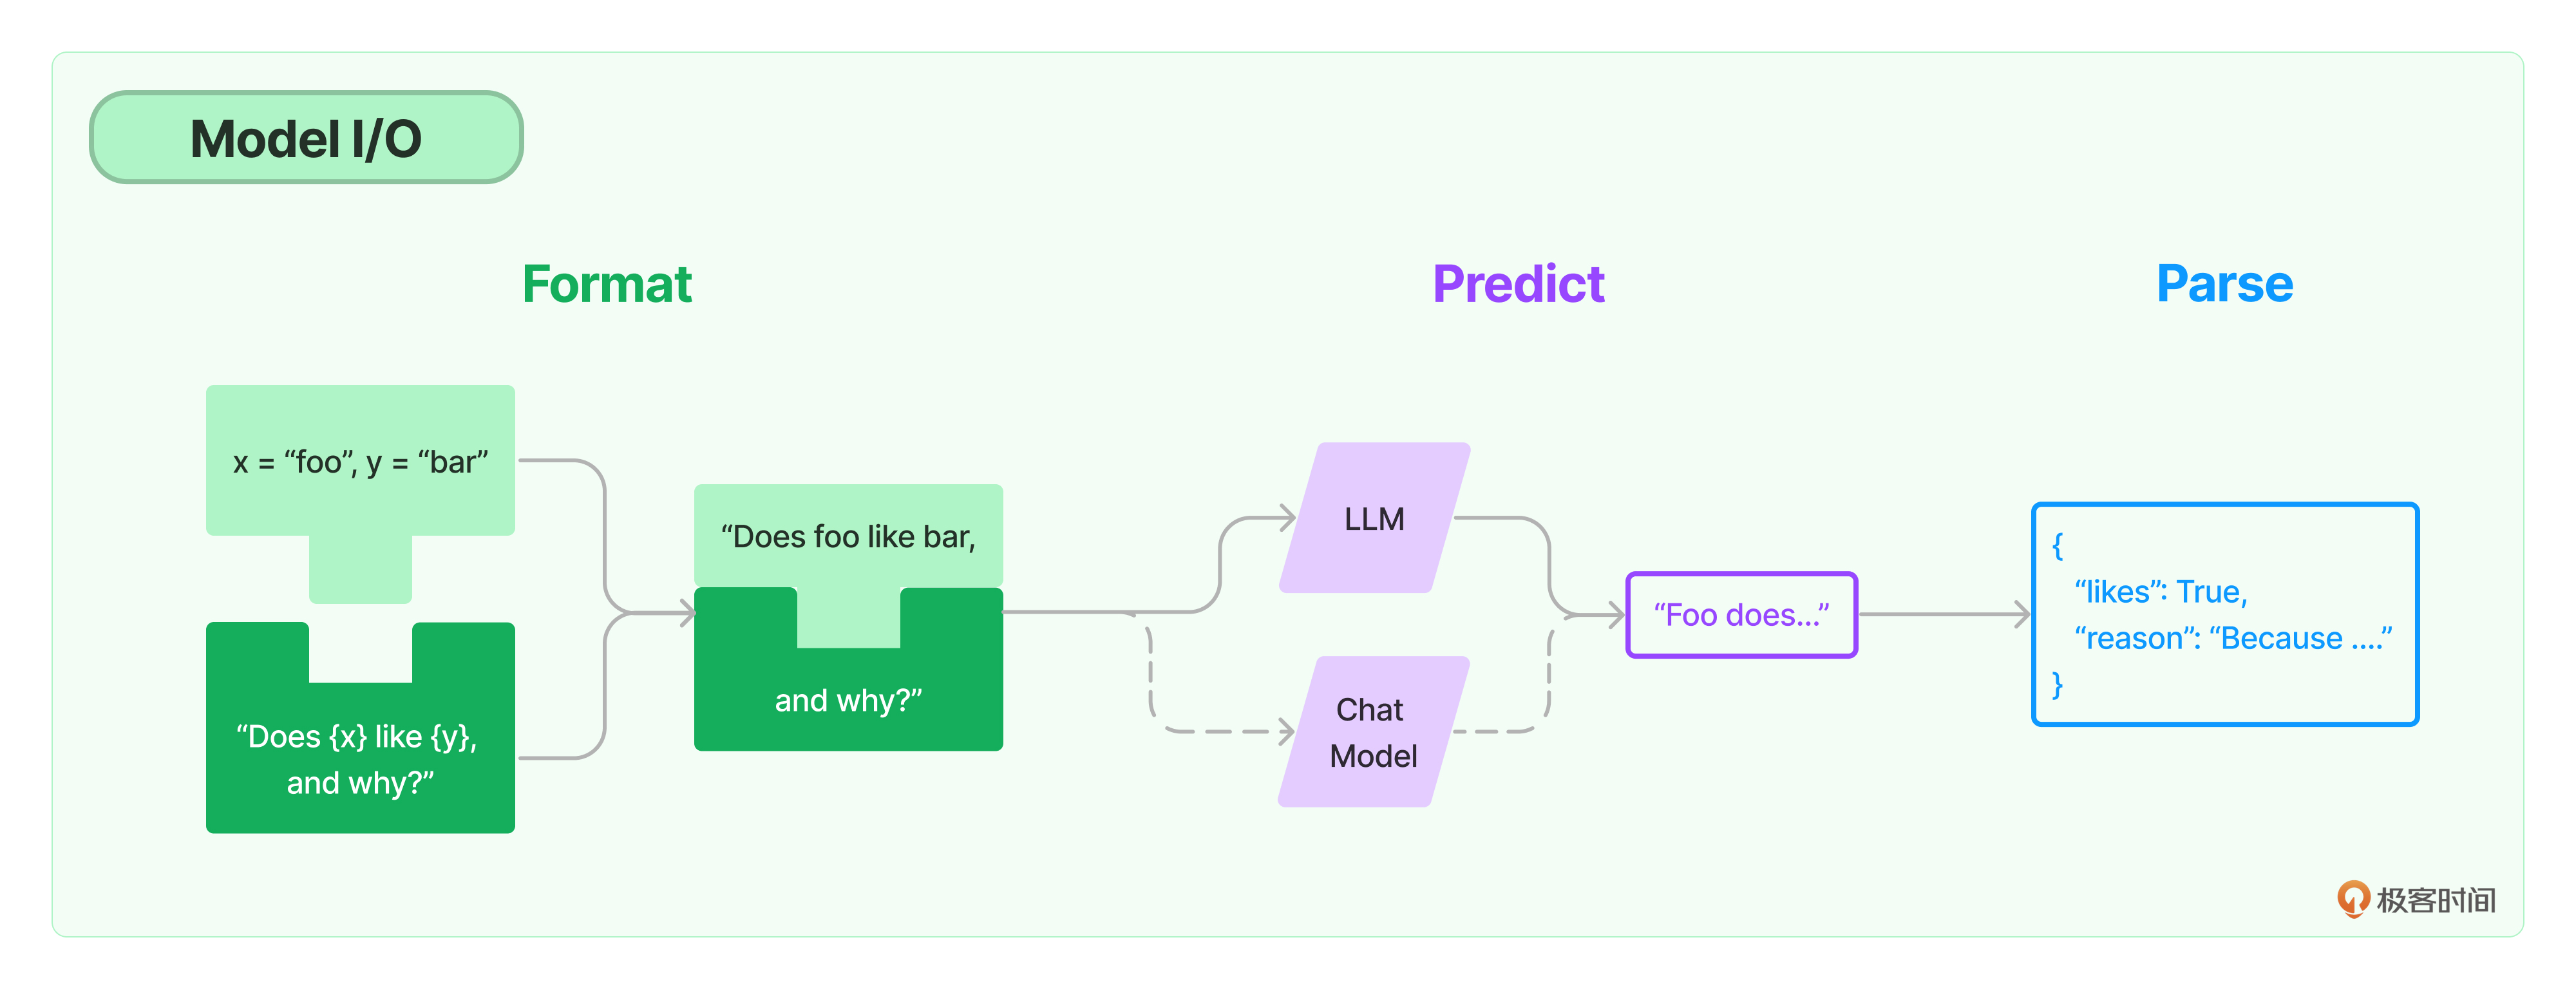 Model I/O
Format
Predict
Parse
x = “foo”, y = “bar”
“Does {x} like {y},
and why?”
“Does foo like bar,
and why?”
LLM
Chat
Model
“Foo does...”
{
“likes”: True,
“reason”: “Because ....”
}
极客时间